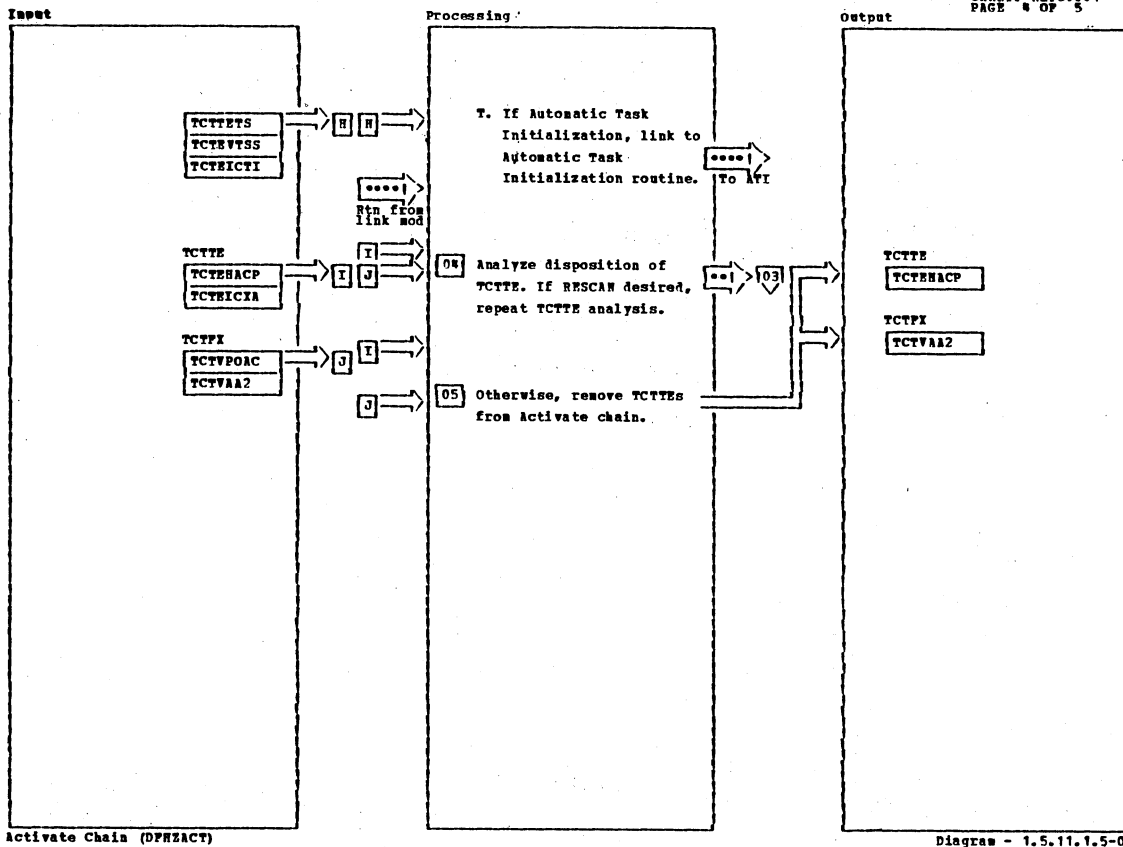 PAGE 4 OF 5
Input
Processing
Output
TCTTETS
TCTEVTSS
TCTEICTI
H H
T. If Automatic Task
Initialization, link to
Automatic Task
Initialization routine.
To ATI
Rtn from
link mod
TCTTE
TCTEHACP
TCTEICIA
I J
I
04 Analyze disposition of
TCTTE. If RESCAN desired,
repeat TCTTE analysis.
03
TCTTE
TCTEHACP
TCTPX
TCTVPOAC
TCTVAA2
J
I
TCTPX
TCTVAA2
J
05 Otherwise, remove TCTTEs
from Activate chain.
Activate Chain (DFHZACT)
Diagram - 1.5.11.1.5-0